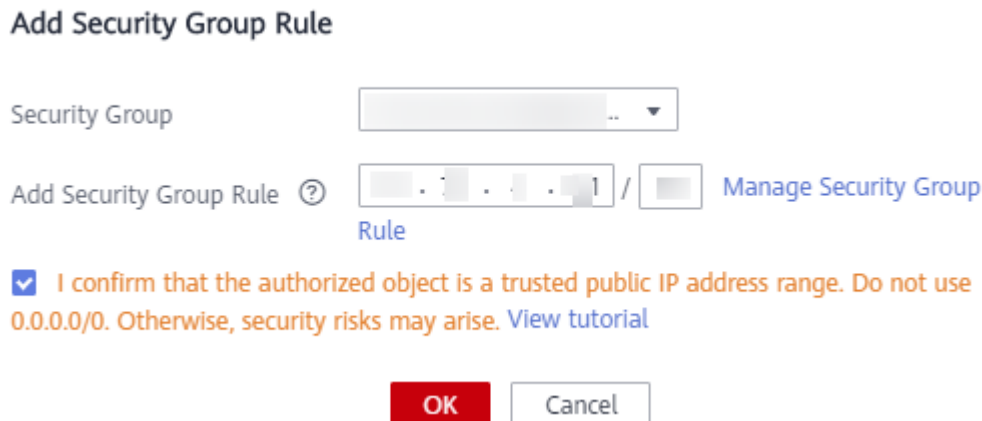 Add Security Group Rule
Security Group
Add Security Group Rule / Manage Security Group
Rule
I confirm that the authorized object is a trusted public IP address range. Do not use
0.0.0.0/0. Otherwise, security risks may arise. View tutorial
OK Cancel